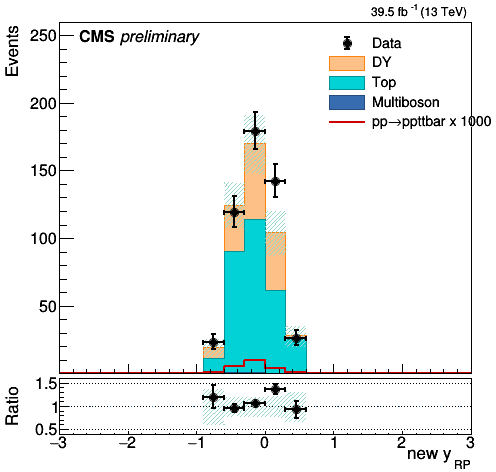 39.5 fb⁻¹ (13 TeV)
CMS preliminary
Events
250
200
150
100
50
Data
DY
Top
Multiboson
pp→ppttbar x 1000
Ratio
1.5
1
0.5
−3 −2 −1 0 1 2 3
new y_RP